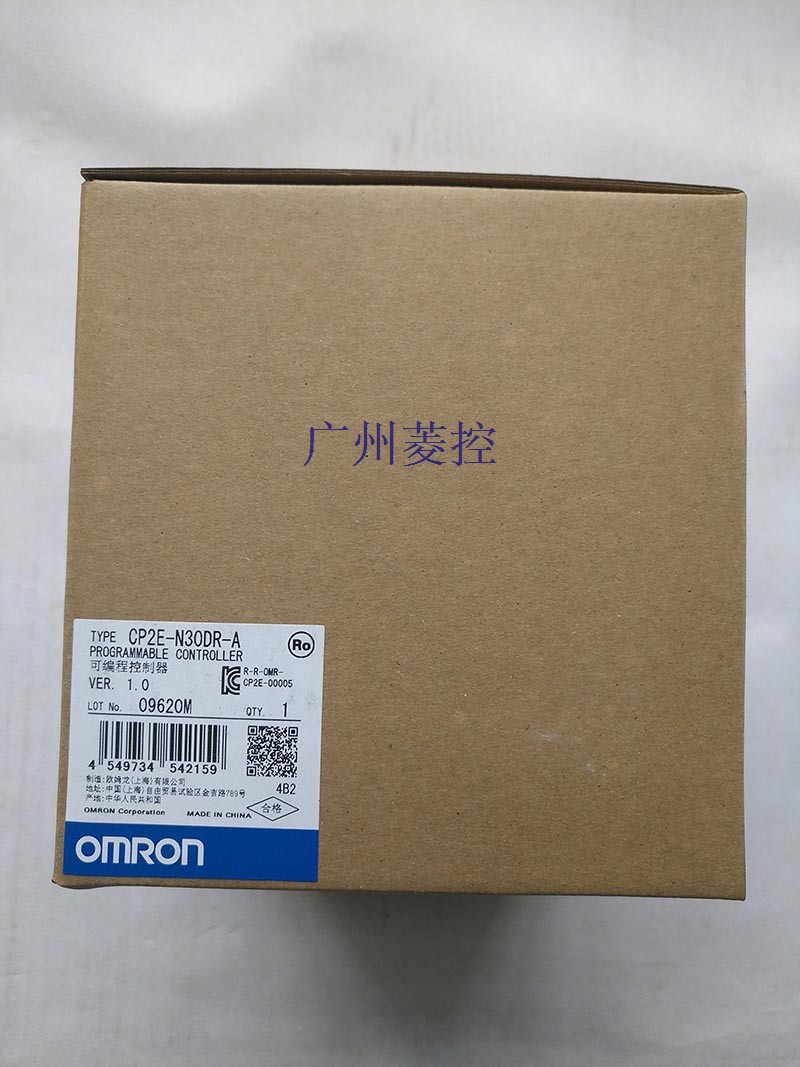 广州菱控
TYPE CP2E-N30DR-A
Ro
PROGRAMMABLE CONTROLLER
可编程控制器
R-R-OMR-
CP2E-00005
VER. 1.0
LOT No. 09620M
QTY. 1
4 549734 542159
4B2
制造:欧姆龙(上海)有限公司
地址:中国(上海)自由贸易试验区金吉路789号
产地:中华人民共和国
合格
OMRON Corporation MADE IN CHINA
OMRON